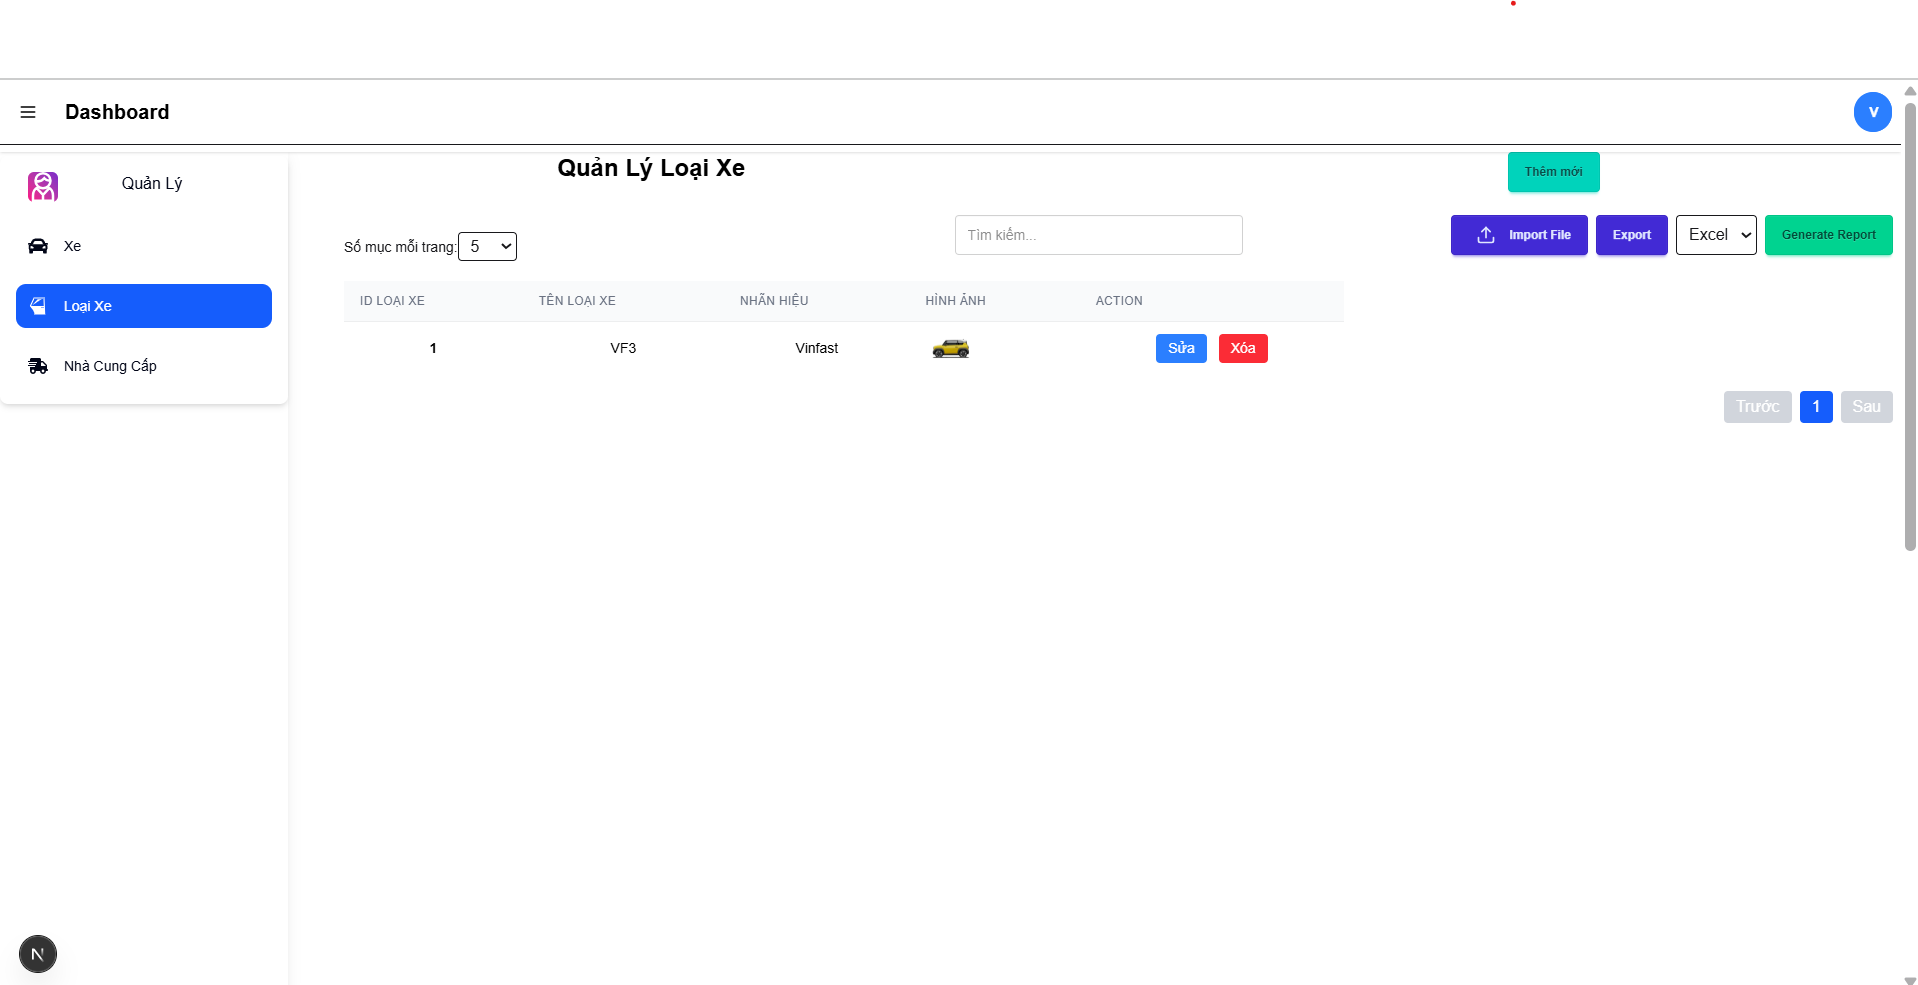 Dashboard
V
Quản Lý
Xe
Loại Xe
Nhà Cung Cấp
Quản Lý Loại Xe
Thêm mới
Số mục mỗi trang: 5
Tìm kiếm...
Import File
Export
Excel
Generate Report
ID LOẠI XE TÊN LOẠI XE NHÃN HIỆU HÌNH ẢNH ACTION
1 VF3 Vinfast Sửa Xóa
Trước 1 Sau
N